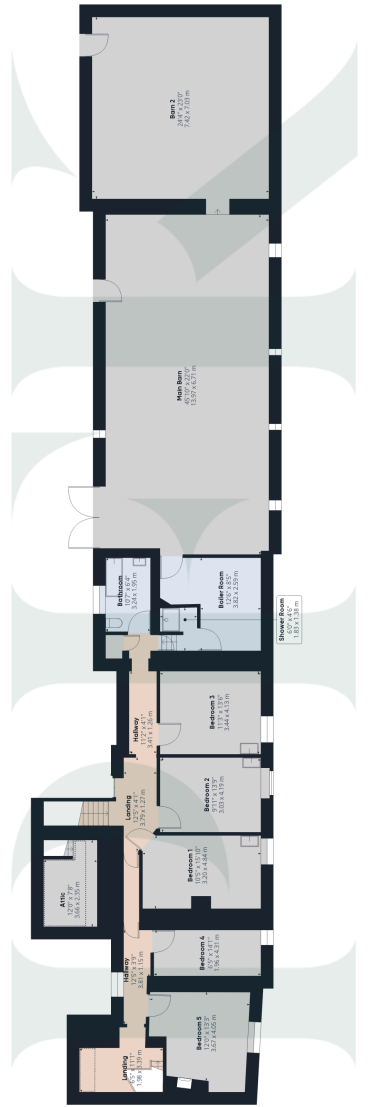 Barn 2
24'4" x 23'0"
7.42 x 7.03 m
Main Barn
45'10" x 22'0"
13.97 x 6.71 m
Bathroom
10'7" x 6'4"
3.24 x 1.95 m
Boiler Room
12'6" x 8'5"
3.82 x 2.59 m
Shower Room
6'0" x 4'6"
1.83 x 1.38 m
Hallway
11'2" x 4'1"
3.41 x 1.26 m
Bedroom 3
11'3" x 13'6"
3.44 x 4.13 m
Landing
12'5" x 4'1"
3.79 x 1.27 m
Bedroom 2
9'11" x 13'9"
3.03 x 4.19 m
Bedroom 1
10'5" x 15'10"
3.20 x 4.84 m
Attic
12'0" x 7'8"
3.66 x 2.35 m
Hallway
12'5" x 3'9"
3.81 x 1.15 m
Bedroom 4
6'5" x 14'1"
1.96 x 4.31 m
Bedroom 5
12'0" x 13'3"
3.67 x 4.05 m
Landing
6'5" x 11'1"
1.98 x 3.39 m